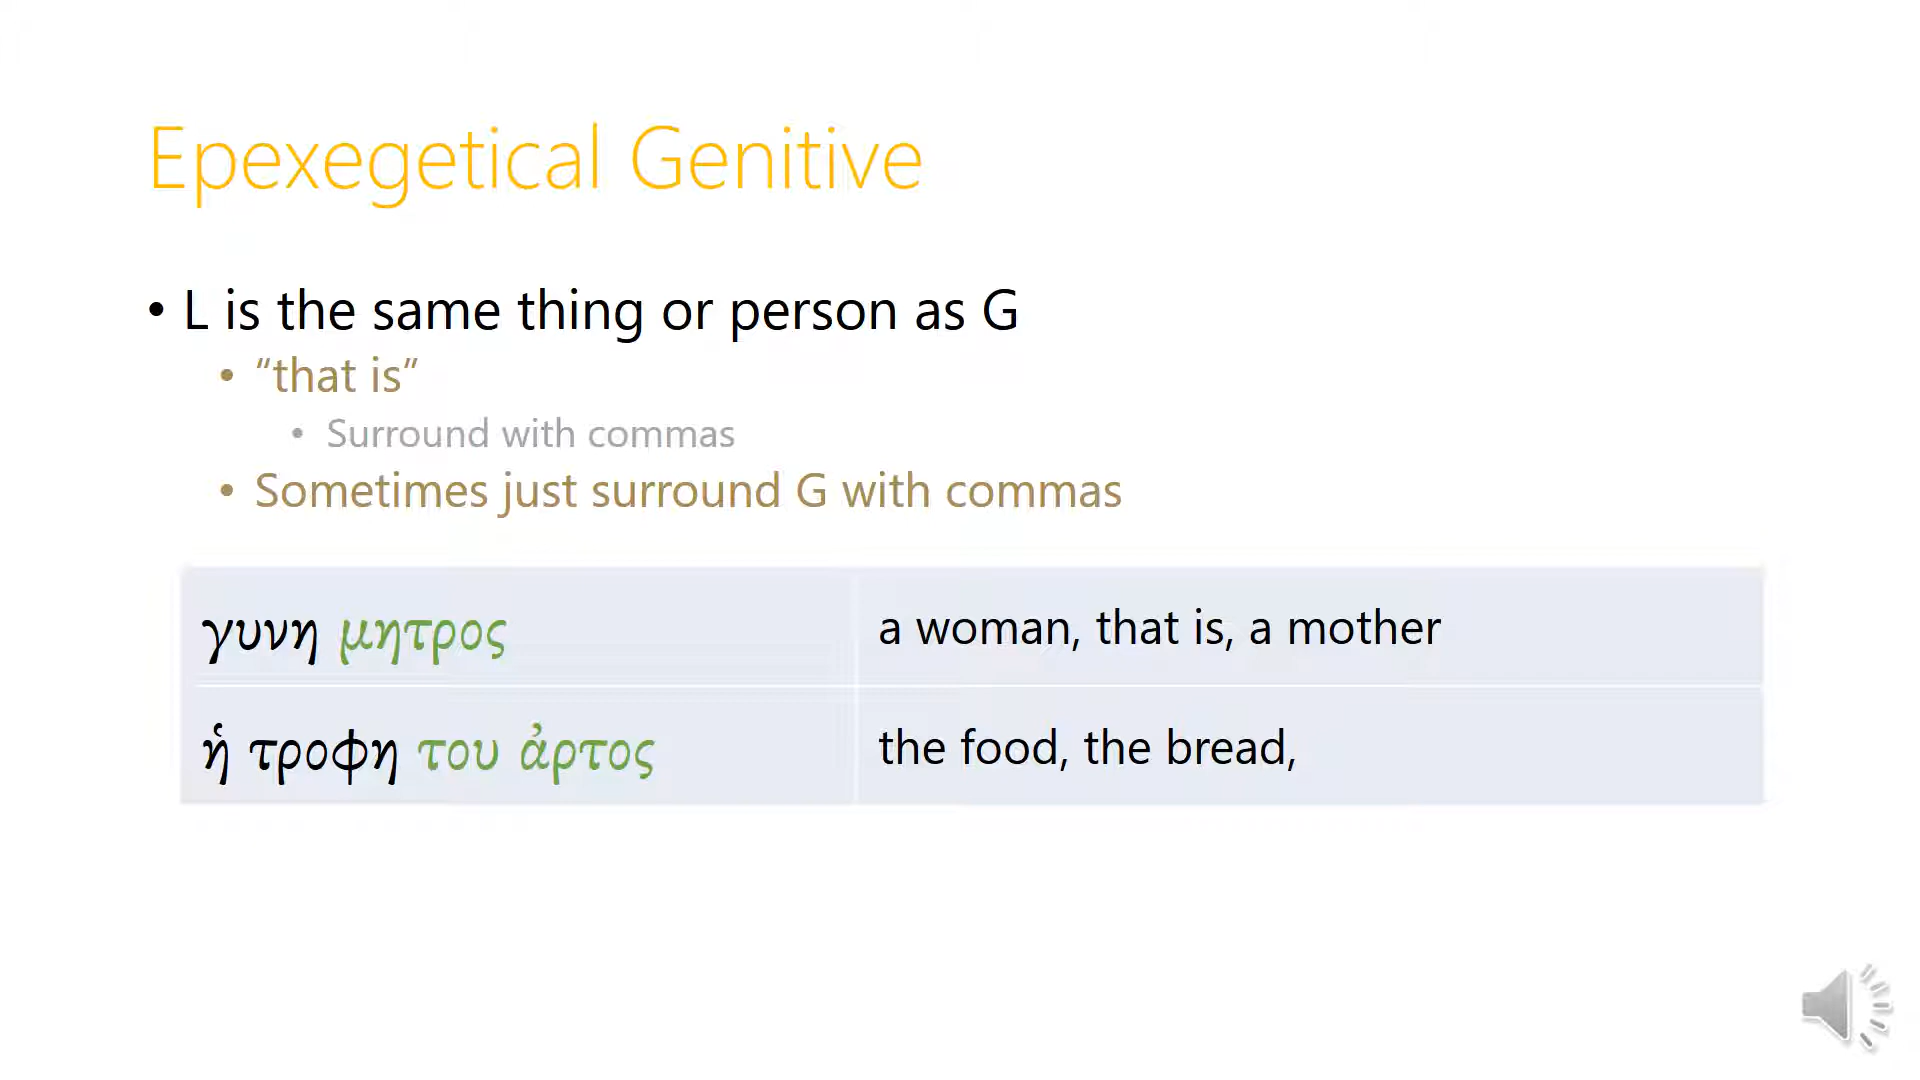 Epexegetical Genitive
• L is the same thing or person as G
• “that is”
• Surround with commas
• Sometimes just surround G with commas
γυνη μητρος
a woman, that is, a mother
ἡ τροφη του ἀρτος
the food, the bread,